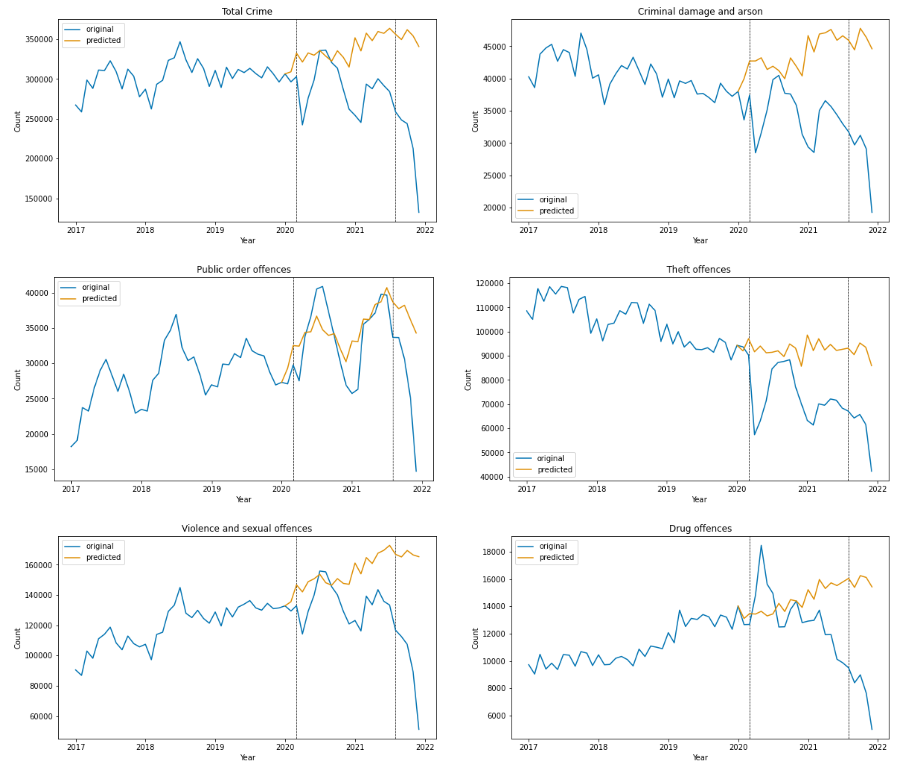 Total Crime
original
predicted
350000
300000
250000
200000
150000
Count
2017 2018 2019 2020 2021 2022
Year
Criminal damage and arson
45000
40000
35000
30000
25000
20000
Count
original
predicted
2017 2018 2019 2020 2021 2022
Year
Public order offences
original
predicted
40000
35000
30000
25000
20000
15000
Count
2017 2018 2019 2020 2021 2022
Year
Theft offences
120000
110000
100000
90000
80000
70000
60000
50000
40000
Count
original
predicted
2017 2018 2019 2020 2021 2022
Year
Violence and sexual offences
original
predicted
160000
140000
120000
100000
80000
60000
Count
2017 2018 2019 2020 2021 2022
Year
Drug offences
original
predicted
18000
16000
14000
12000
10000
8000
6000
Count
2017 2018 2019 2020 2021 2022
Year